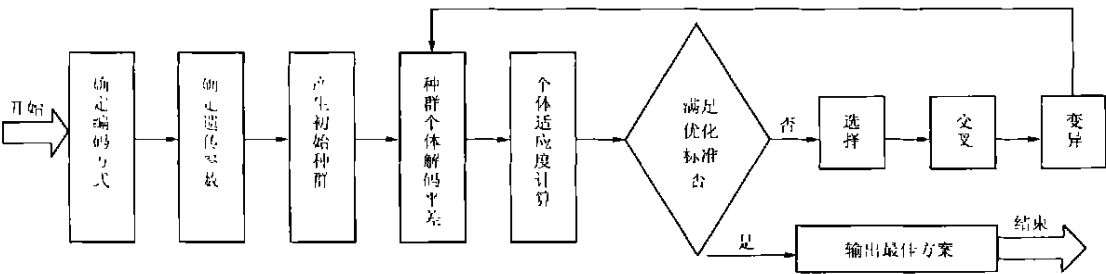 开始
确定编码方式
确定遗传参数
产生初始种群
种群个体解码平差
个体适应度计算
满足
优化
标准
否
否
选择
交叉
变异
是
输出最佳方案
结束